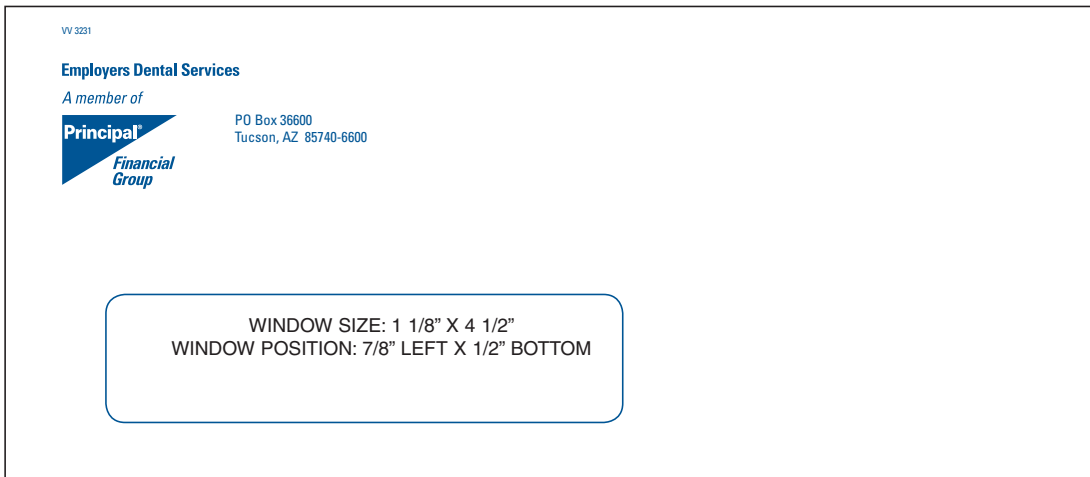 VV 3231
Employers Dental Services
A member of
Principal®
Financial
Group
PO Box 36600
Tucson, AZ 85740-6600
WINDOW SIZE: 1 1/8” X 4 1/2”
WINDOW POSITION: 7/8” LEFT X 1/2” BOTTOM